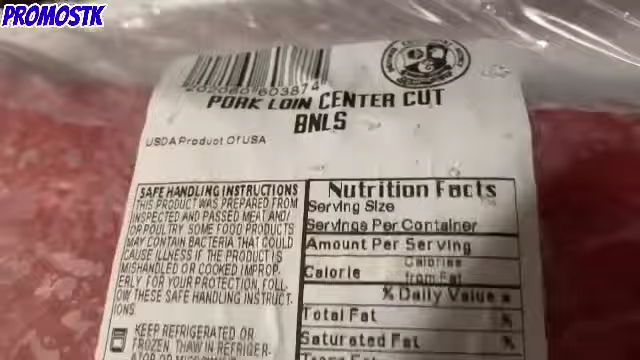 PROMOSTK
PORK LOIN CENTER CUT
BNLS
USDA Product Of USA
SAFE HANDLING INSTRUCTIONS
THIS PRODUCT WAS PREPARED FROM
INSPECTED AND PASSED MEAT AND/
OR POULTRY. SOME FOOD PRODUCTS
MAY CONTAIN BACTERIA THAT COULD
CAUSE ILLNESS IF THE PRODUCT IS
MISHANDLED OR COOKED IMPROP-
ERLY. FOR YOUR PROTECTION, FOLL-
OW THESE SAFE HANDLING INSTRUCT-
IONS
KEEP REFRIGERATED OR
FROZEN. THAW IN REFRIGER-
Nutrition Facts
Serving Size
Servings Per Container
Amount Per Serving
Calorie
Calories
from Fat
% Daily Value
Total Fat %
Saturated Fat %